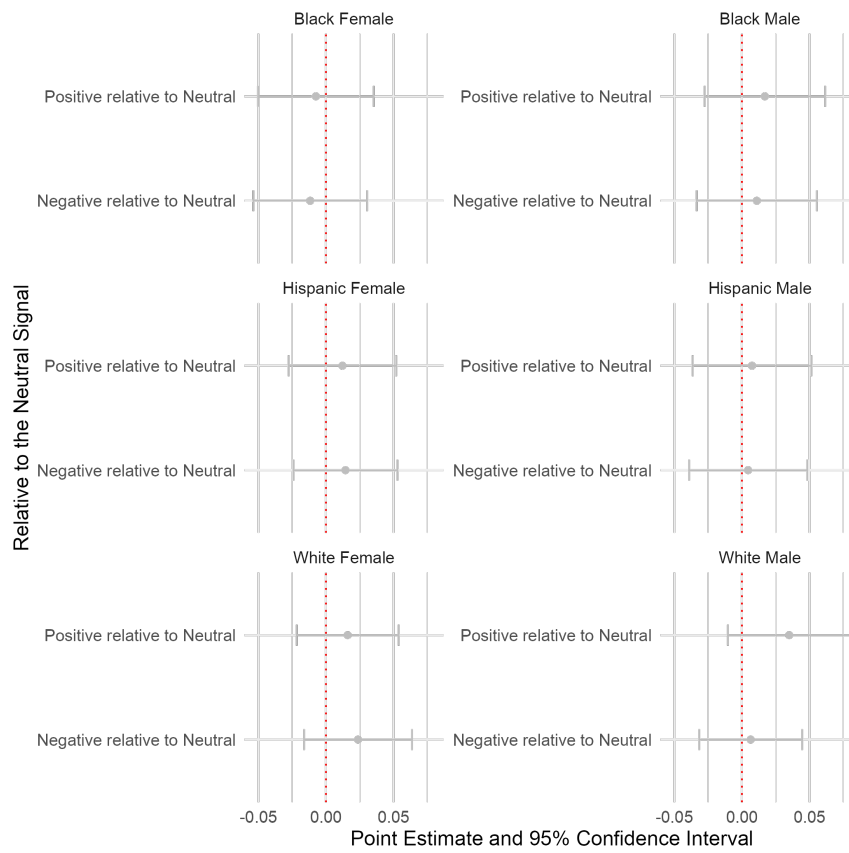 Black Female
Black Male
Positive relative to Neutral
Positive relative to Neutral
Negative relative to Neutral
Negative relative to Neutral
Relative to the Neutral Signal
Hispanic Female
Hispanic Male
Positive relative to Neutral
Positive relative to Neutral
Negative relative to Neutral
Negative relative to Neutral
White Female
White Male
Positive relative to Neutral
Positive relative to Neutral
Negative relative to Neutral
Negative relative to Neutral
-0.05 0.00 0.05
-0.05 0.00 0.05
Point Estimate and 95% Confidence Interval